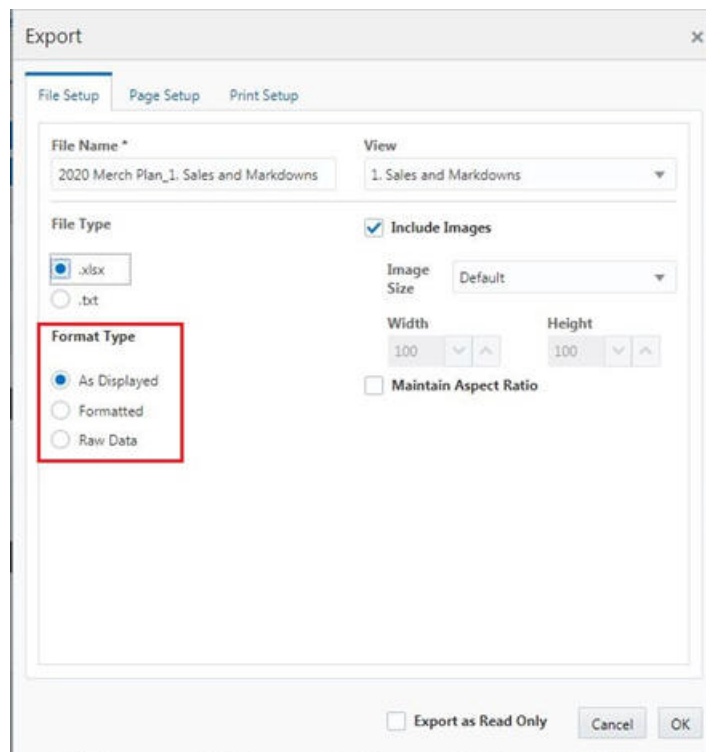 Export
File Setup Page Setup Print Setup
File Name * View
2020 Merch Plan_1. Sales and Markdowns 1. Sales and Markdowns
File Type Include Images
.xlsx
.txt
Image Size Default
Width Height
100 100
Maintain Aspect Ratio
Format Type
As Displayed
Formatted
Raw Data
Export as Read Only Cancel OK